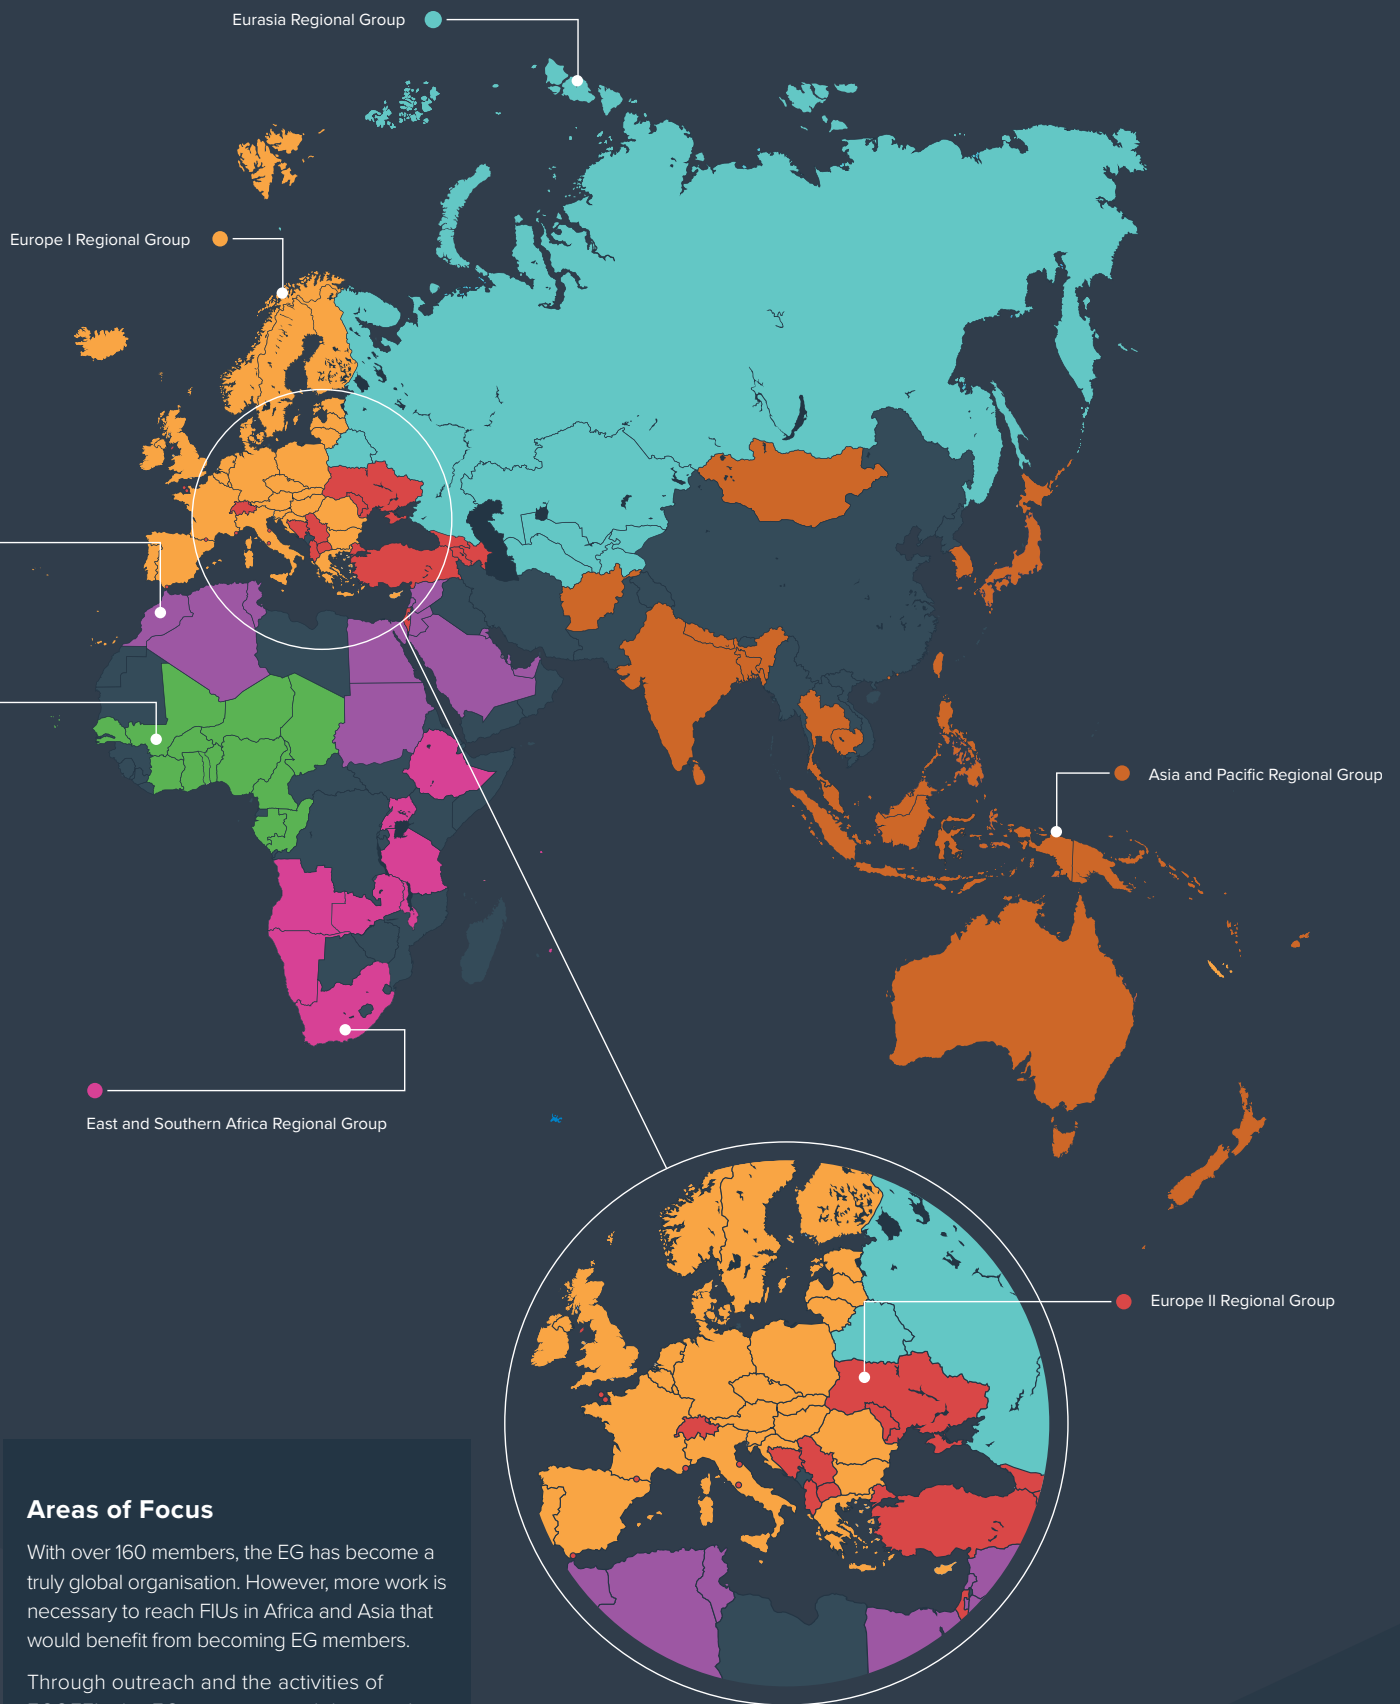 Eurasia Regional Group
Europe I Regional Group
Asia and Pacific Regional Group
East and Southern Africa Regional Group
Europe II Regional Group
Areas of Focus
With over 160 members, the EG has become a
truly global organisation. However, more work is
necessary to reach FIUs in Africa and Asia that
would benefit from becoming EG members.
Through outreach and the activities of